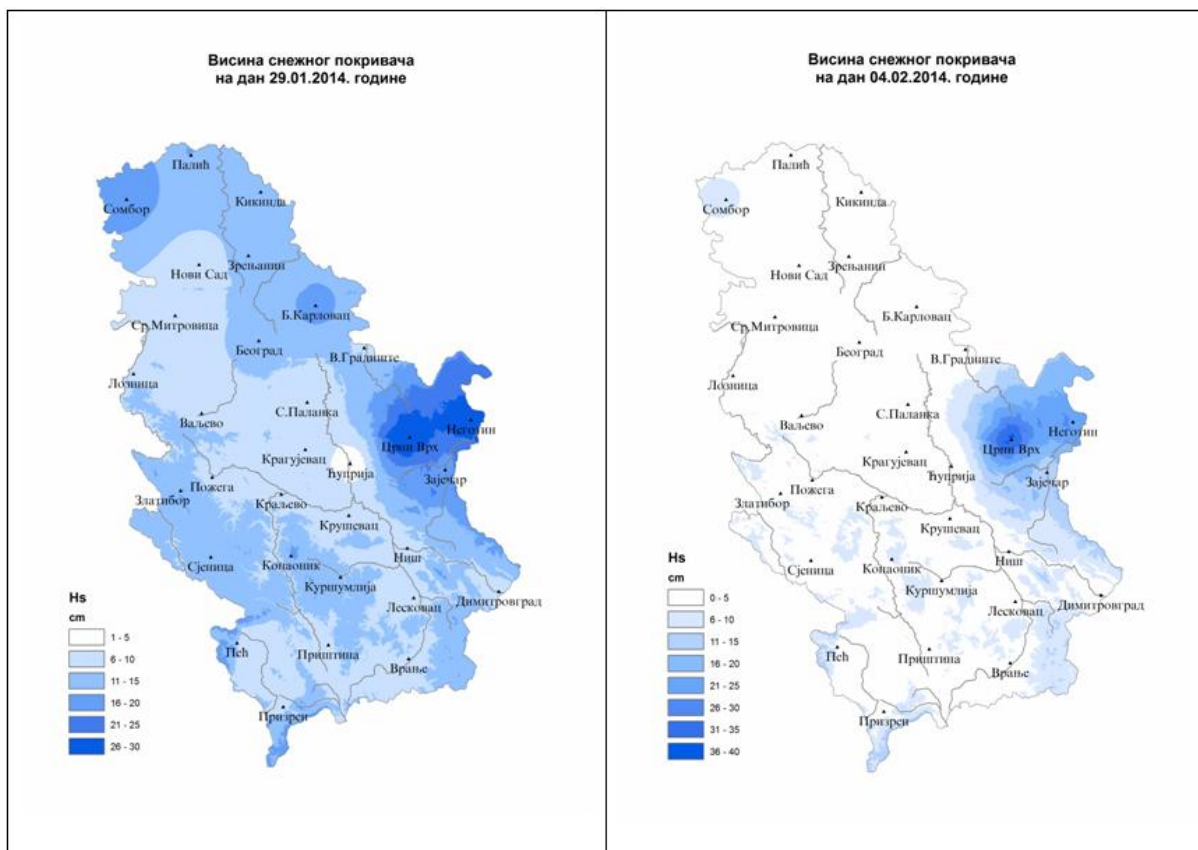 Висина снежног покривача
на дан 29.01.2014. године
Палић
Сомбор
Кикинда
Нови Сад
Зрењанин
Б.Карловац
Ср.Митровица
Београд
В.Градиште
Лозница
Ваљево
С.Паланка
Црни Врх
Неготин
Крагујевац
Ћуприја
Зајечар
Пожега
Златибор
Краљево
Крушевац
Ниш
Сјеница
Копаоник
Куршумлија
Лесковац
Димитровград
Пећ
Приштина
Врање
Призрен
Hs
cm
1 - 5
6 - 10
11 - 15
16 - 20
21 - 25
26 - 30
Висина снежног покривача
на дан 04.02.2014. године
Палић
Сомбор
Кикинда
Нови Сад
Зрењанин
Б.Карловац
Ср.Митровица
Београд
В.Градиште
Лозница
Ваљево
С.Паланка
Неготин
Црни Врх
Крагујевац
Ћуприја
Зајечар
Пожега
Златибор
Краљево
Крушевац
Ниш
Сјеница
Копаоник
Куршумлија
Лесковац
Димитровград
Пећ
Приштина
Врање
Призрен
Hs
cm
0 - 5
6 - 10
11 - 15
16 - 20
21 - 25
26 - 30
31 - 35
36 - 40